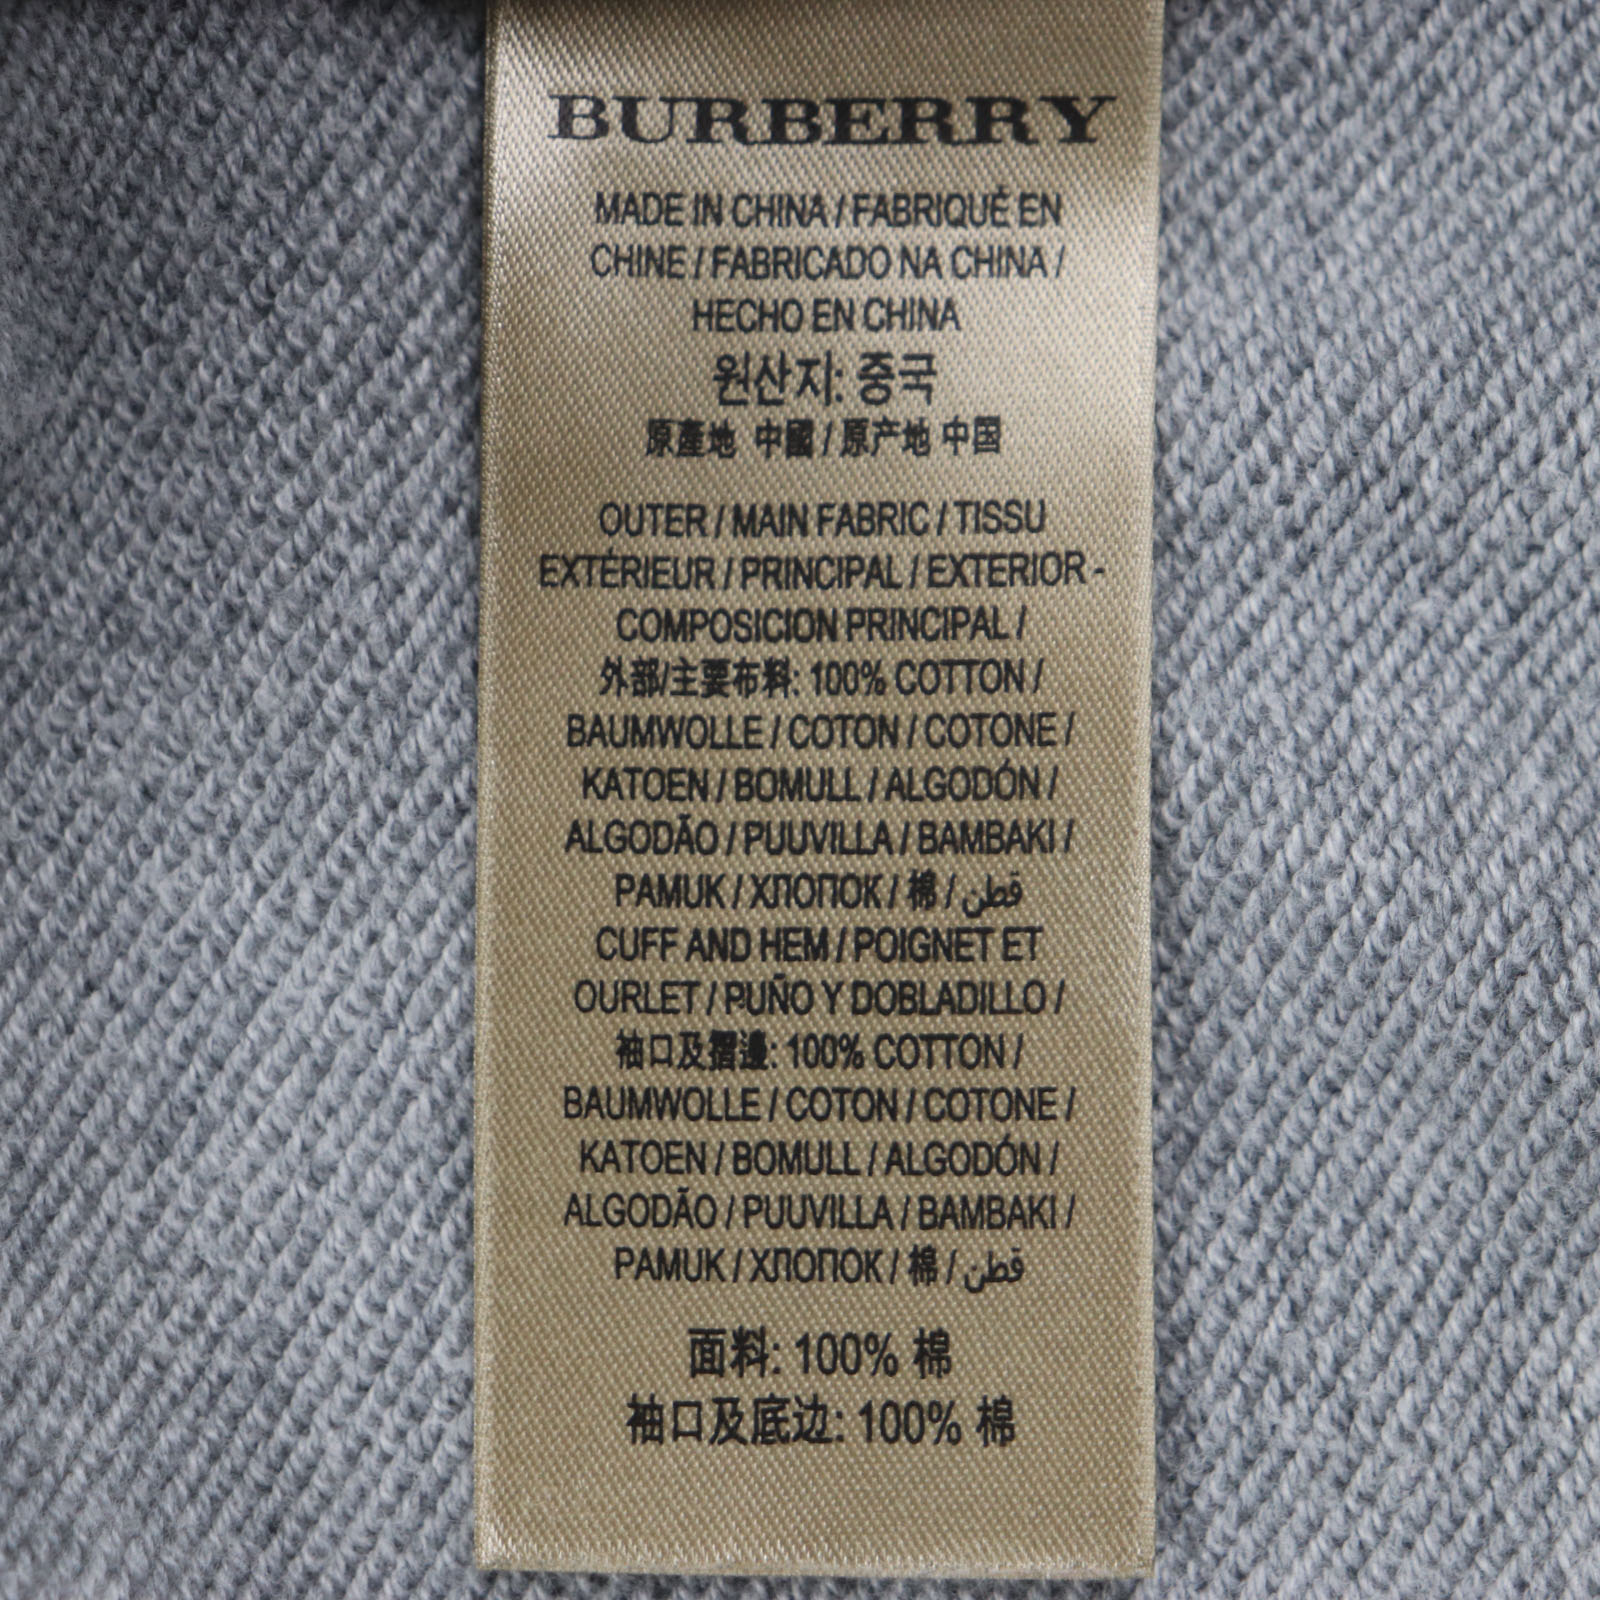 BURBERRY
MADE IN CHINA / FABRIQUÉ EN
CHINE / FABRICADO NA CHINA /
HECHO EN CHINA
원산지: 중국
原產地 中國 / 原产地 中国
OUTER / MAIN FABRIC / TISSU
EXTÉRIEUR / PRINCIPAL / EXTERIOR -
COMPOSICION PRINCIPAL /
外部/主要布料: 100% COTTON /
BAUMWOLLE / COTON / COTONE /
KATOEN / BOMULL / ALGODÓN /
ALGODÃO / PUUVILLA / BAMBAKI /
PAMUK / ХЛОПОК / 棉 / قطن
CUFF AND HEM / POIGNET ET
OURLET / PUÑO Y DOBLADILLO /
袖口及摺邊: 100% COTTON /
BAUMWOLLE / COTON / COTONE /
KATOEN / BOMULL / ALGODÓN /
ALGODÃO / PUUVILLA / BAMBAKI /
PAMUK / ХЛОПОК / 棉 / قطن
面料: 100% 棉
袖口及底边: 100% 棉